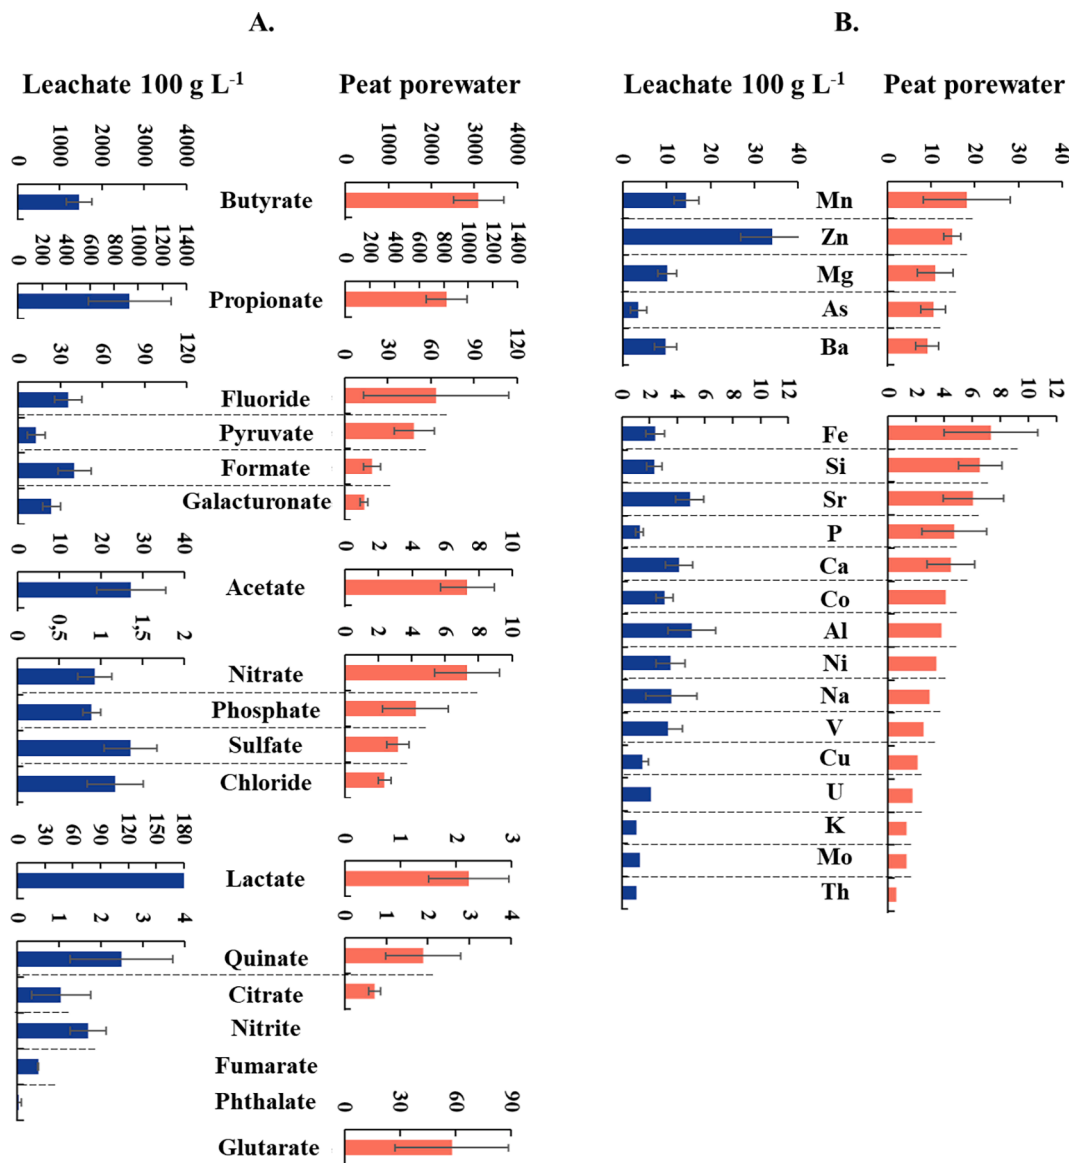 A.
B.
Leachate 100 g L-1
Peat porewater
Leachate 100 g L-1
Peat porewater
0 1000 2000 3000 4000
0 1000 2000 3000 4000
Butyrate
0 200 400 600 800 1000 1200 1400
0 200 400 600 800 1000 1200 1400
Propionate
0 30 60 90 120
0 30 60 90 120
Fluoride
Pyruvate
Formate
Galacturonate
0 10 20 30 40
0 2 4 6 8 10
Acetate
0 0,5 1 1,5 2
0 2 4 6 8 10
Nitrate
Phosphate
Sulfate
Chloride
0 30 60 90 120 150 180
0 1 2 3
Lactate
0 1 2 3 4
0 1 2 3 4
Quinate
Citrate
Nitrite
Fumarate
Phthalate
0 30 60 90
Glutarate
0 10 20 30 40
0 10 20 30 40
Mn
Zn
Mg
As
Ba
0 2 4 6 8 10 12
0 2 4 6 8 10 12
Fe
Si
Sr
P
Ca
Co
Al
Ni
Na
V
Cu
U
K
Mo
Th